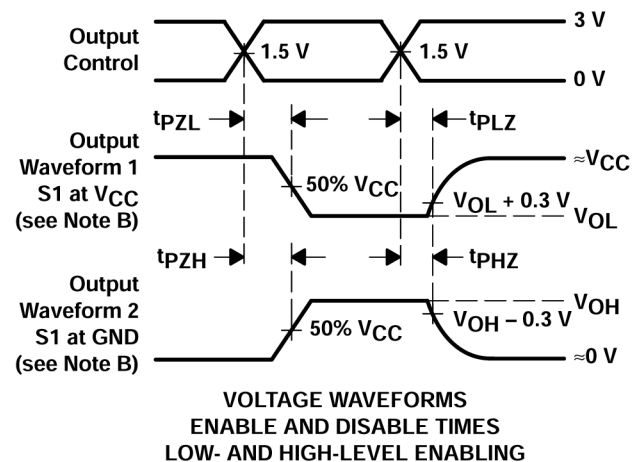 3 V
Output
Control
1.5 V
1.5 V
0 V
tPZL
tPLZ
Output
Waveform 1
S1 at VCC
(see Note B)
≈VCC
50% VCC
VOL + 0.3 V
VOL
tPZH
tPHZ
Output
Waveform 2
S1 at GND
(see Note B)
VOH
50% VCC
VOH – 0.3 V
≈0 V
VOLTAGE WAVEFORMS
ENABLE AND DISABLE TIMES
LOW- AND HIGH-LEVEL ENABLING